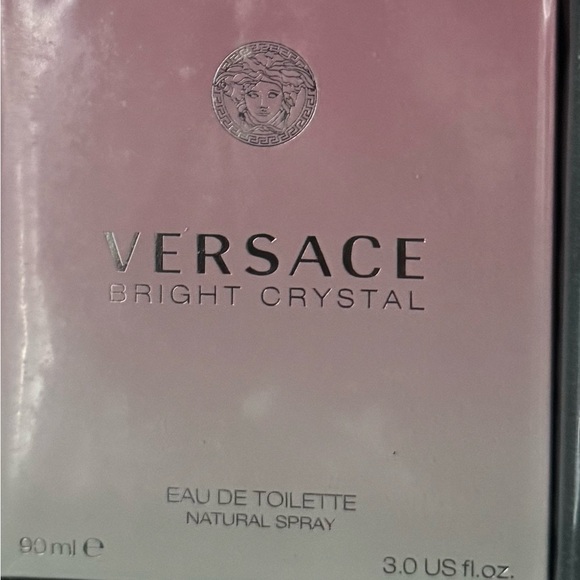 VERSACE
BRIGHT CRYSTAL
EAU DE TOILETTE
NATURAL SPRAY
90 ml ℮
3.0 US fl.oz.